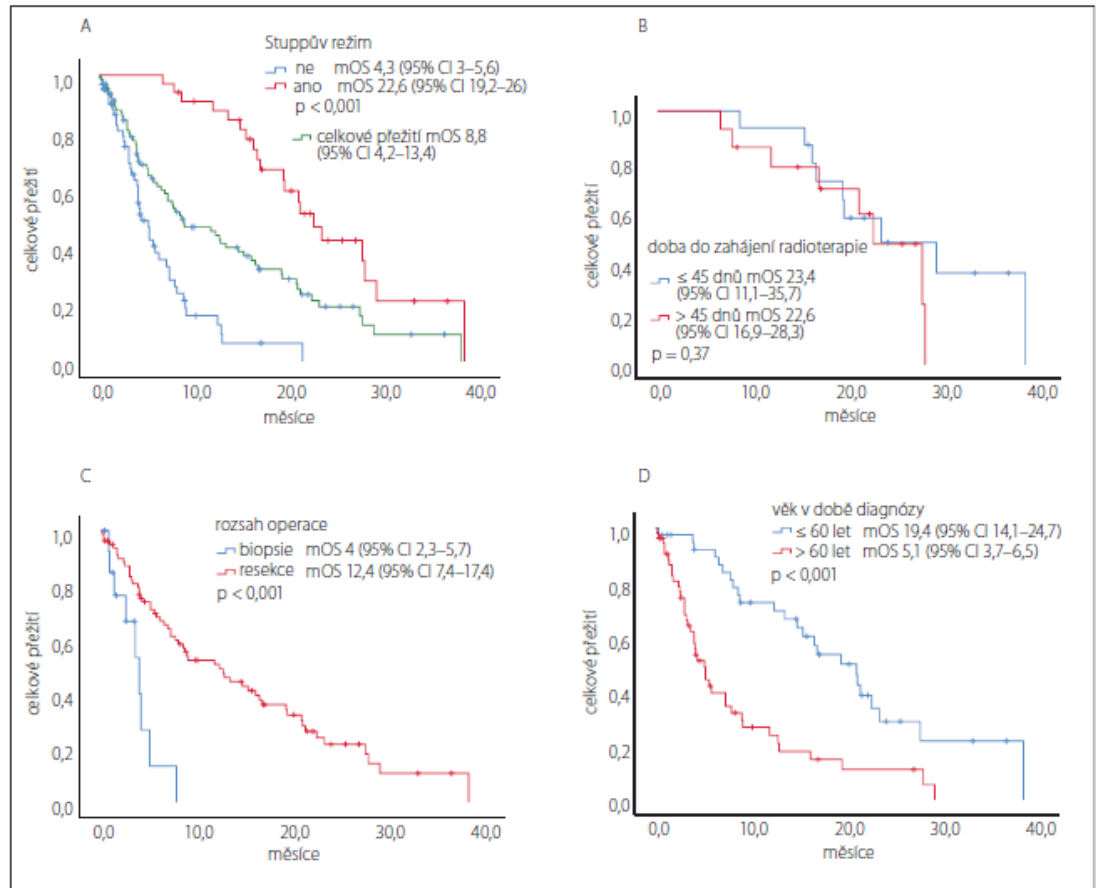 A
Stuppův režim
ne mOS 4,3 (95% CI 3–5,6)
ano mOS 22,6 (95% CI 19,2–26)
p < 0,001
celkové přežití mOS 8,8
(95% CI 4,2–13,4)
celkové přežití
1,0
0,8
0,6
0,4
0,2
0,0
0,0 10,0 20,0 30,0 40,0
měsíce
B
celkové přežití
1,0
0,8
0,6
0,4
0,2
0,0
doba do zahájení radioterapie
≤ 45 dnů mOS 23,4
(95% CI 11,1–35,7)
> 45 dnů mOS 22,6
(95% CI 16,9–28,3)
p = 0,37
0,0 10,0 20,0 30,0 40,0
měsíce
C
rozsah operace
biopsie mOS 4 (95% CI 2,3–5,7)
resekce mOS 12,4 (95% CI 7,4–17,4)
p < 0,001
celkové přežití
1,0
0,8
0,6
0,4
0,2
0,0
0,0 10,0 20,0 30,0 40,0
měsíce
D
věk v době diagnózy
≤ 60 let mOS 19,4 (95% CI 14,1–24,7)
> 60 let mOS 5,1 (95% CI 3,7–6,5)
p < 0,001
celkové přežití
1,0
0,8
0,6
0,4
0,2
0,0
0,0 10,0 20,0 30,0 40,0
měsíce